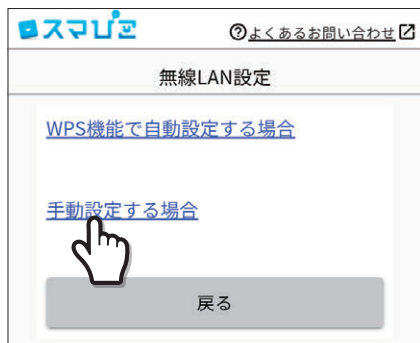 スマぴこ
?よくあるお問い合わせ
無線LAN設定
WPS機能で自動設定する場合
手動設定する場合
戻る